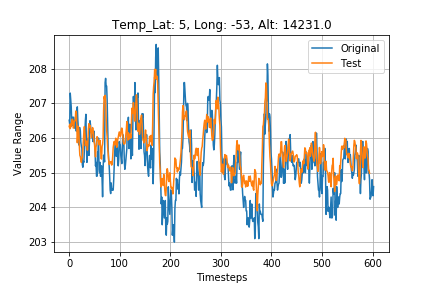 Temp_Lat: 5, Long: -53, Alt: 14231.0
Original
Test
208
207
206
205
204
203
Value Range
0 100 200 300 400 500 600
Timesteps